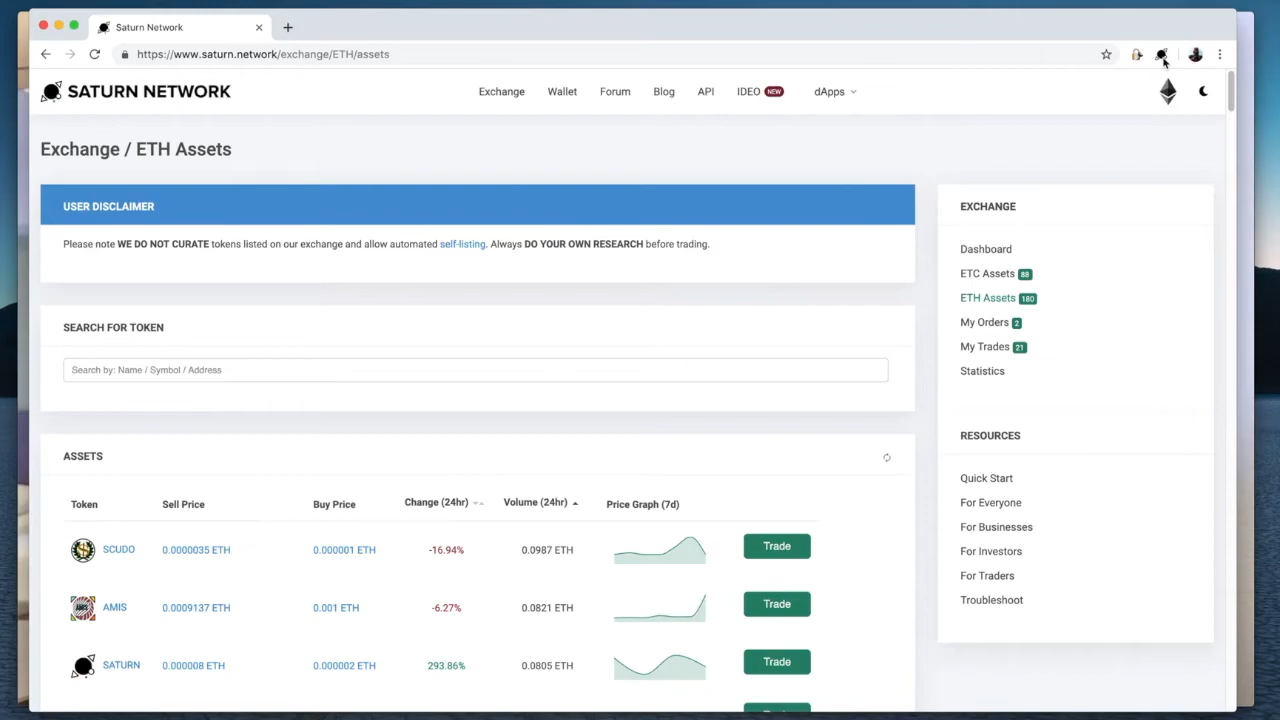 Saturn Network
https://www.saturn.network/exchange/ETH/assets
SATURN NETWORK
Exchange Wallet Forum Blog API IDEO NEW dApps
Exchange / ETH Assets
USER DISCLAIMER
Please note WE DO NOT CURATE tokens listed on our exchange and allow automated self-listing. Always DO YOUR OWN RESEARCH before trading.
SEARCH FOR TOKEN
Search by: Name / Symbol / Address
ASSETS
Token Sell Price Buy Price Change (24hr) Volume (24hr) Price Graph (7d)
SCUDO 0.0000035 ETH 0.000001 ETH -16.94% 0.0987 ETH Trade
AMIS 0.0009137 ETH 0.001 ETH -6.27% 0.0821 ETH Trade
SATURN 0.000008 ETH 0.000002 ETH 293.86% 0.0805 ETH Trade
EXCHANGE
Dashboard
ETC Assets 88
ETH Assets 180
My Orders 2
My Trades 21
Statistics
RESOURCES
Quick Start
For Everyone
For Businesses
For Investors
For Traders
Troubleshoot